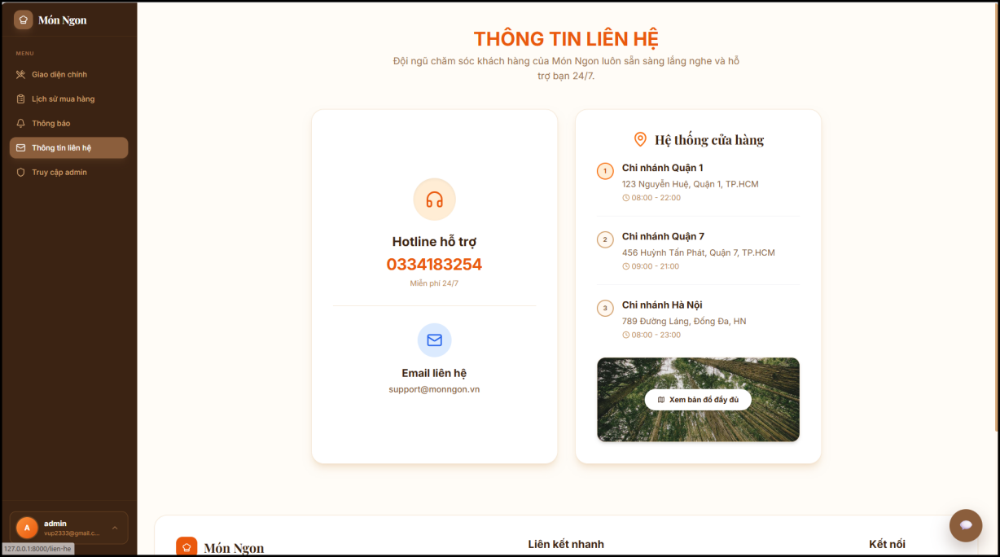 Món Ngon
MENU
Giao diện chính
Lịch sử mua hàng
Thông báo
Thông tin liên hệ
Truy cập admin
A
admin
vup2333@gmail.c...
127.0.0.1:8000/lien-he
THÔNG TIN LIÊN HỆ
Đội ngũ chăm sóc khách hàng của Món Ngon luôn sẵn sàng lắng nghe và hỗ
trợ bạn 24/7.
Hotline hỗ trợ
0334183254
Miễn phí 24/7
Email liên hệ
support@monngon.vn
Hệ thống cửa hàng
1
Chi nhánh Quận 1
123 Nguyễn Huệ, Quận 1, TP.HCM
08:00 - 22:00
2
Chi nhánh Quận 7
456 Huỳnh Tấn Phát, Quận 7, TP.HCM
09:00 - 21:00
3
Chi nhánh Hà Nội
789 Đường Láng, Đống Đa, HN
08:00 - 23:00
Xem bản đồ đầy đủ
Món Ngon
Liên kết nhanh
Kết nối